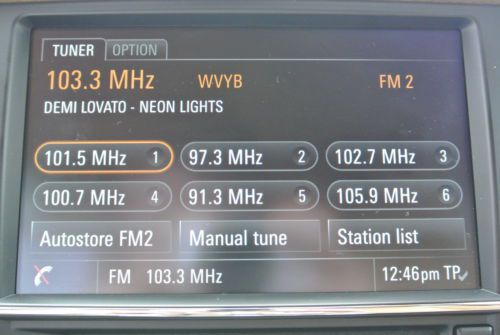 TUNER OPTION
103.3 MHz WVYB FM 2
DEMI LOVATO - NEON LIGHTS
101.5 MHz 1 97.3 MHz 2 102.7 MHz 3
100.7 MHz 4 91.3 MHz 5 105.9 MHz 6
Autostore FM2 Manual tune Station list
FM 103.3 MHz 12:46pm TP